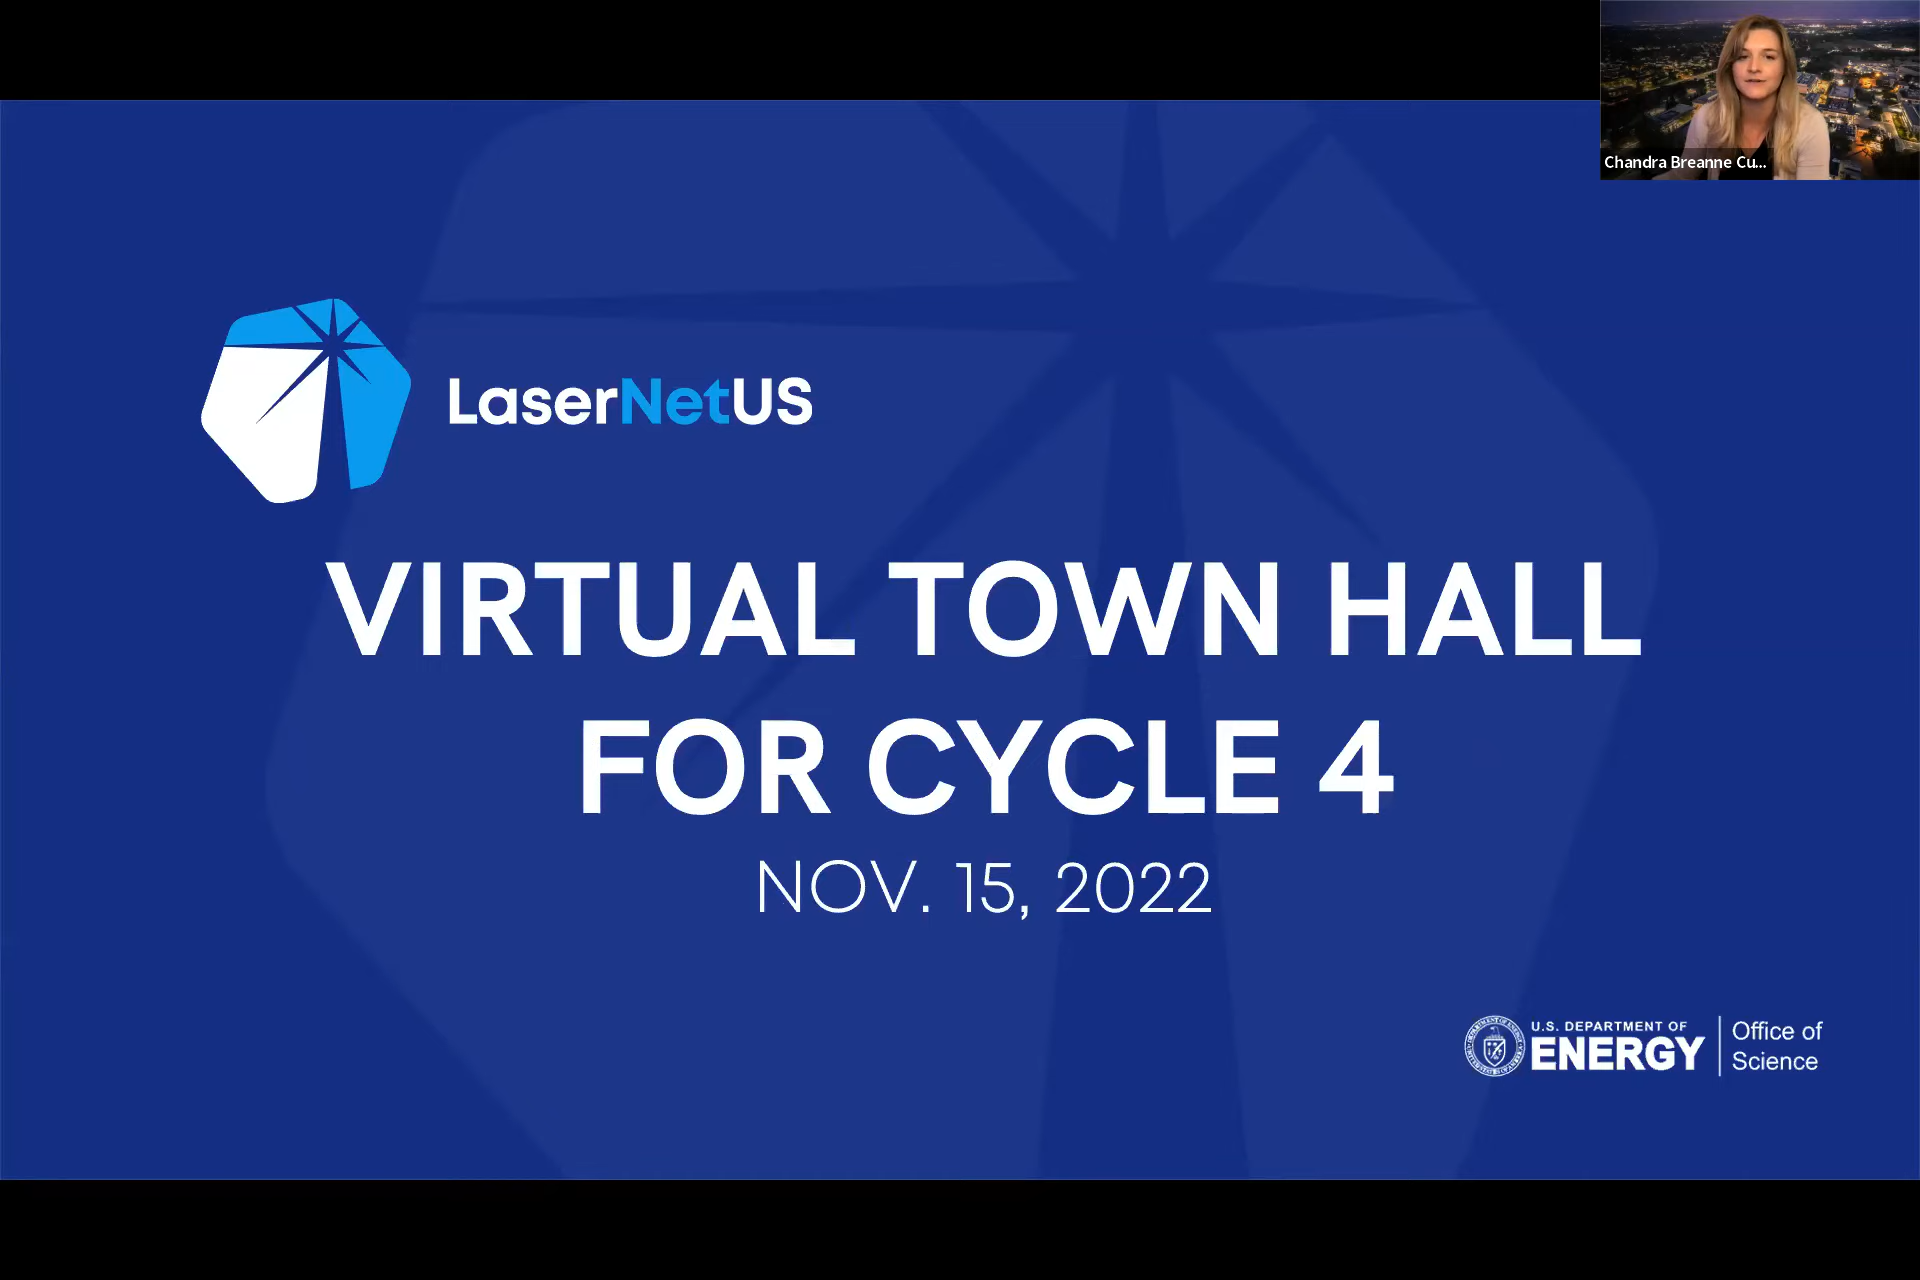 Chandra Breanne Cu...
LaserNetUS
VIRTUAL TOWN HALL
FOR CYCLE 4
NOV. 15, 2022
U.S. DEPARTMENT OF
ENERGY
Office of
Science